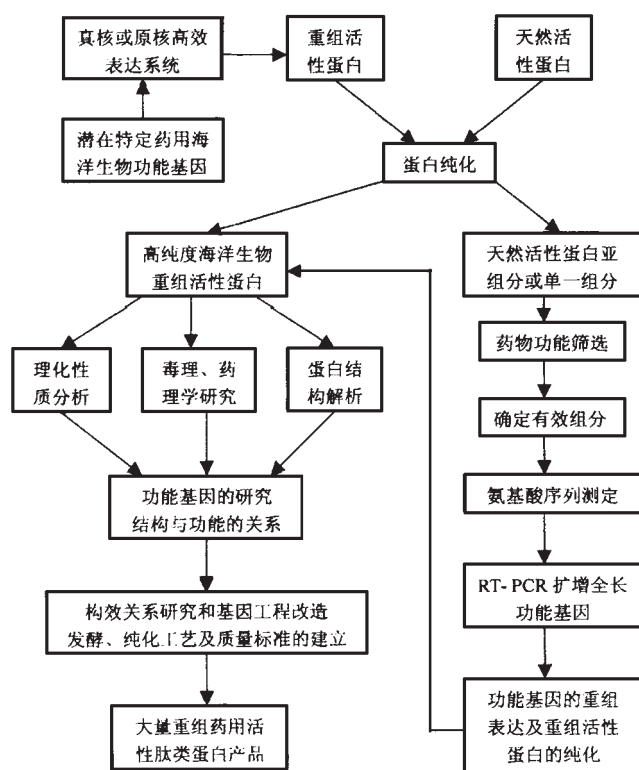 真核或原核高效
表达系统
重组活
性蛋白
天然活
性蛋白
潜在特定药用海
洋生物功能基因
蛋白纯化
高纯度海洋生物
重组活性蛋白
天然活性蛋白亚
组分或单一组分
理化性
质分析
毒理、药
理学研究
蛋白结
构解析
药物功能筛选
确定有效组分
功能基因的研究
结构与功能的关系
氨基酸序列测定
构效关系研究和基因工程改造
发酵、纯化工艺及质量标准的建立
RT- PCR 扩增全长
功能基因
大量重组药用活
性肽类蛋白产品
功能基因的重组
表达及重组活性
蛋白的纯化